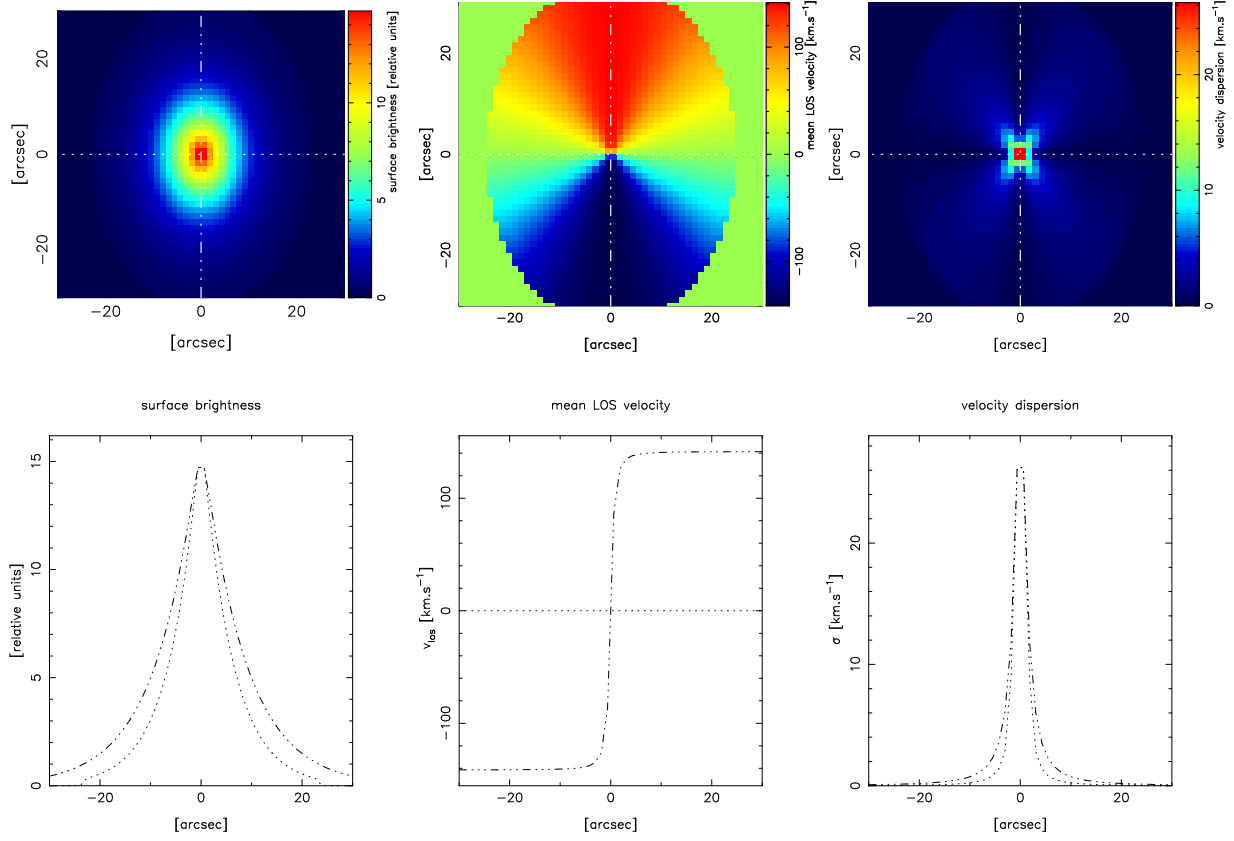 20
0
−20
[arcsec]
−20 0 20
[arcsec]
0 5 10
surface brightness [relative units]
20
0
−20
[arcsec]
−20 0 20
[arcsec]
−100 0 100
mean LOS velocity [km.s⁻¹]
20
0
−20
[arcsec]
−20 0 20
[arcsec]
0 10 20
velocity dispersion [km.s⁻¹]
surface brightness
15
10
5
0
[relative units]
−20 0 20
[arcsec]
mean LOS velocity
100
0
−100
v_los [km.s⁻¹]
−20 0 20
[arcsec]
velocity dispersion
20
10
0
σ [km.s⁻¹]
−20 0 20
[arcsec]